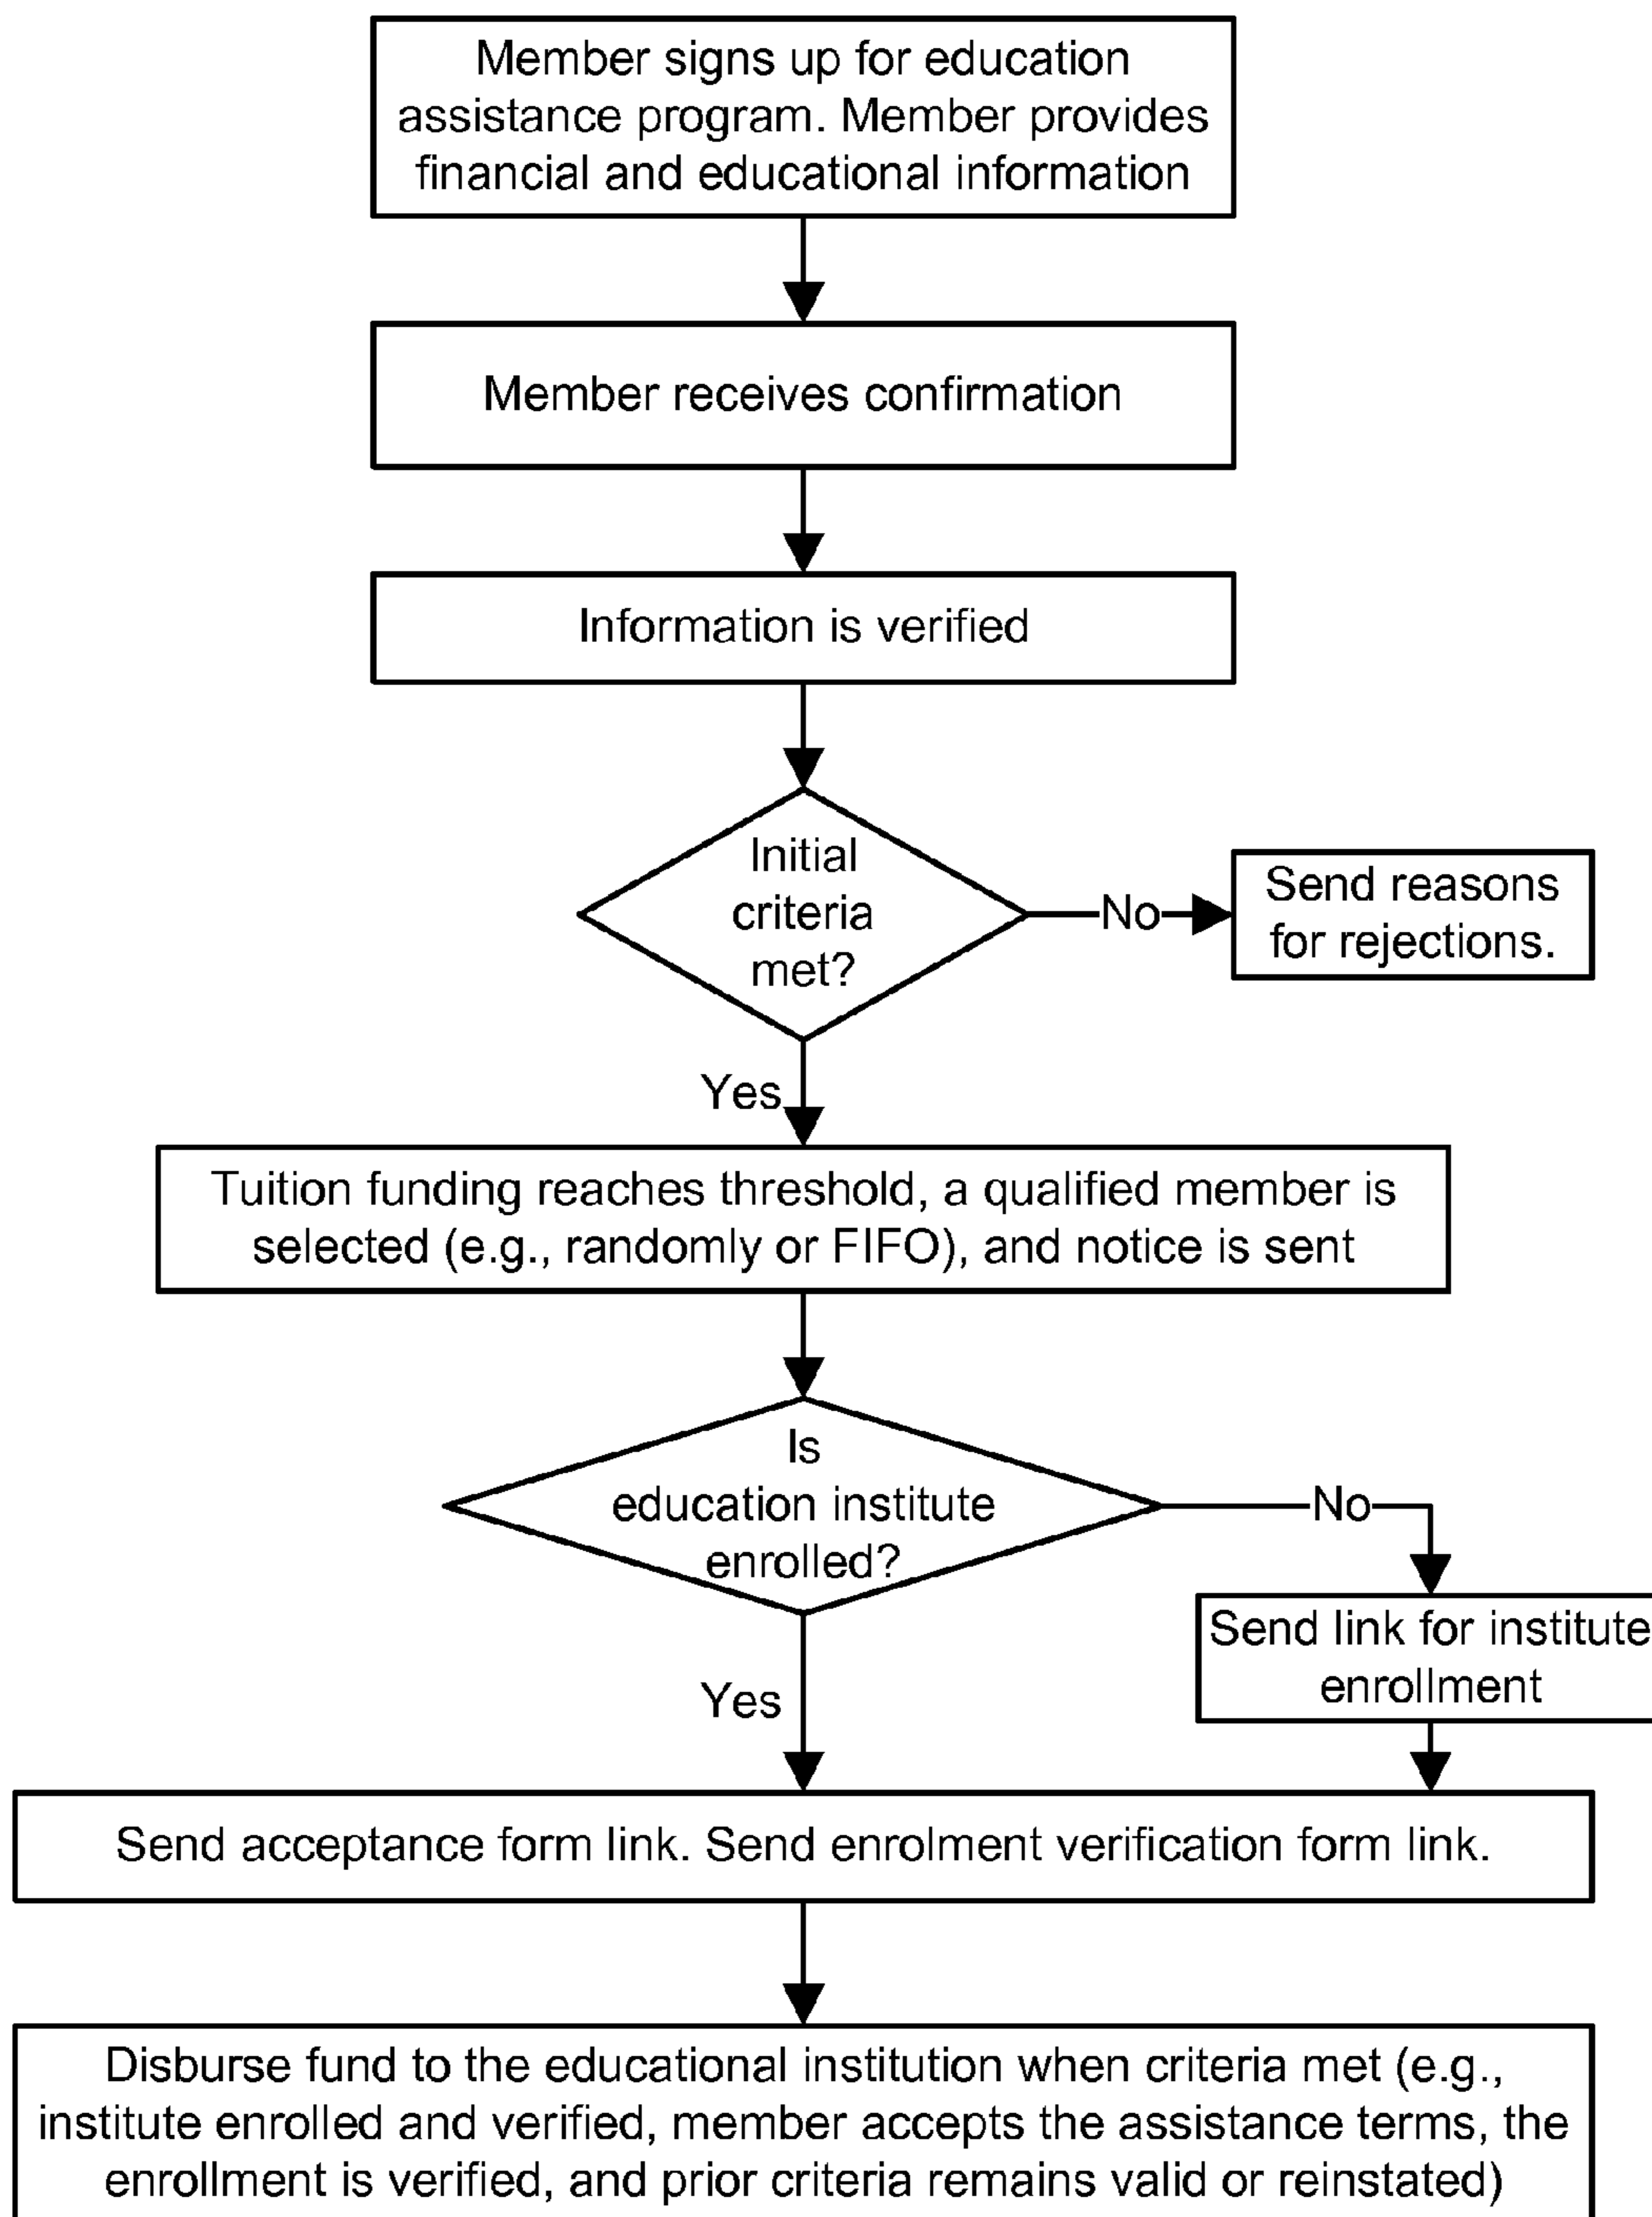 Member signs up for education
assistance program. Member provides
financial and educational information
Member receives confirmation
Information is verified
Initial
criteria
met?
No
Send reasons
for rejections.
Yes
Tuition funding reaches threshold, a qualified member is
selected (e.g., randomly or FIFO), and notice is sent
Is
education institute
enrolled?
No
Send link for institute
enrollment
Yes
Send acceptance form link. Send enrolment verification form link.
Disburse fund to the educational institution when criteria met (e.g.,
institute enrolled and verified, member accepts the assistance terms, the
enrollment is verified, and prior criteria remains valid or reinstated)